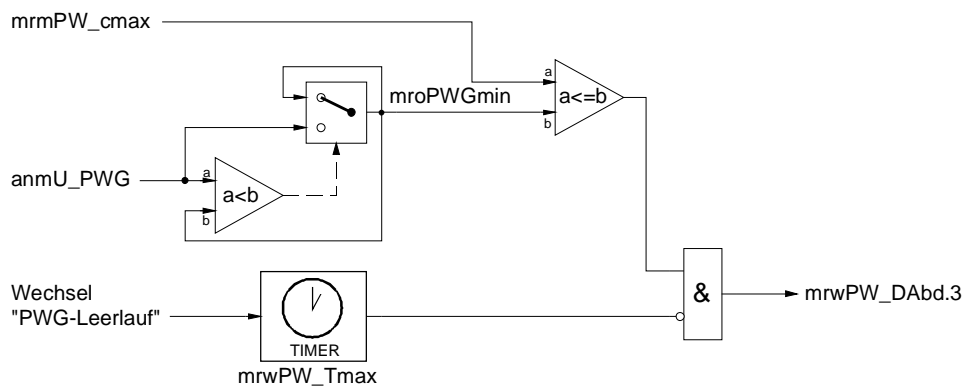 mrmPW_cmax
a
a<=b
b
mroPWGmin
anmU_PWG
a
a<b
b
Wechsel
"PWG-Leerlauf"
TIMER
mrwPW_Tmax
&
mrwPW_DAbd.3